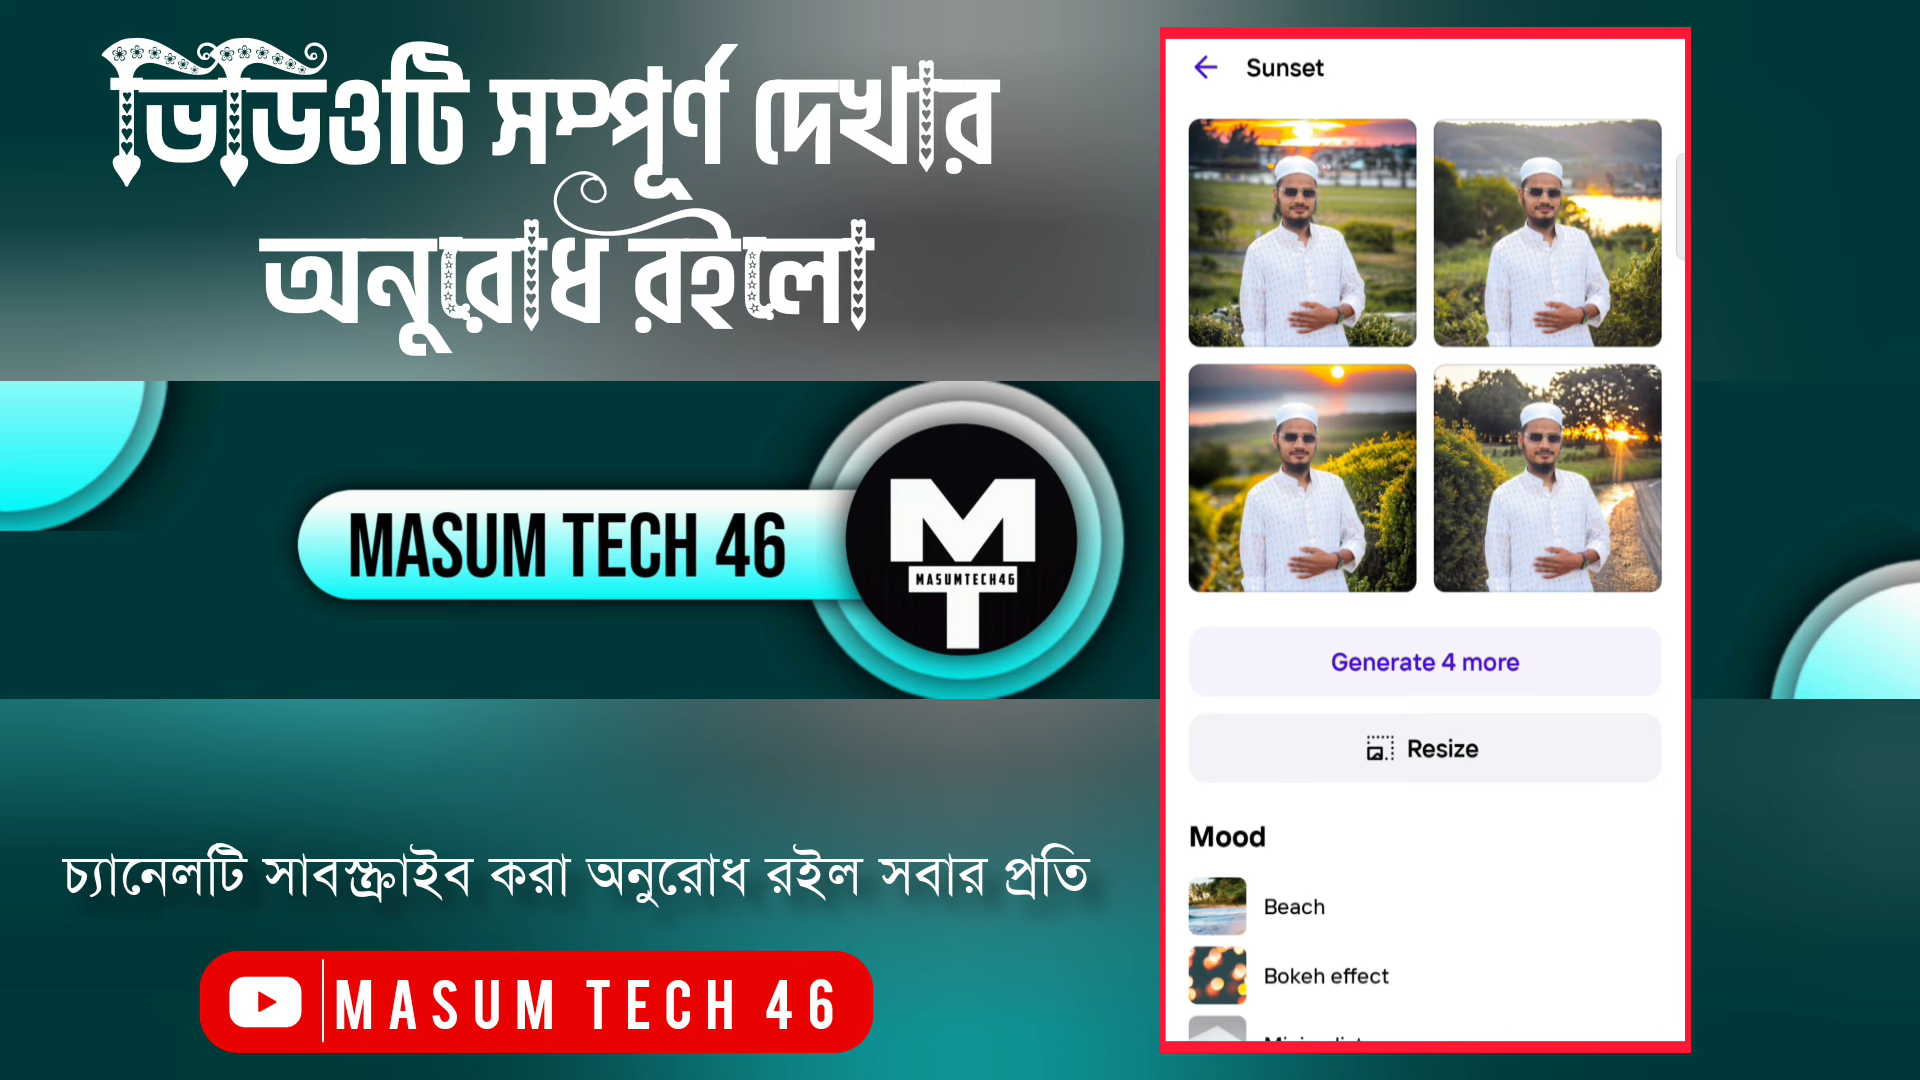 ভিডিওটি সম্পূর্ণ দেখার
অনুরোধ রইলো
MASUM TECH 46
MT
MASUMTECH46
চ্যানেলটি সাবস্ক্রাইব করা অনুরোধ রইল সবার প্রতি
MASUM TECH 46
Sunset
Generate 4 more
Resize
Mood
Beach
Bokeh effect